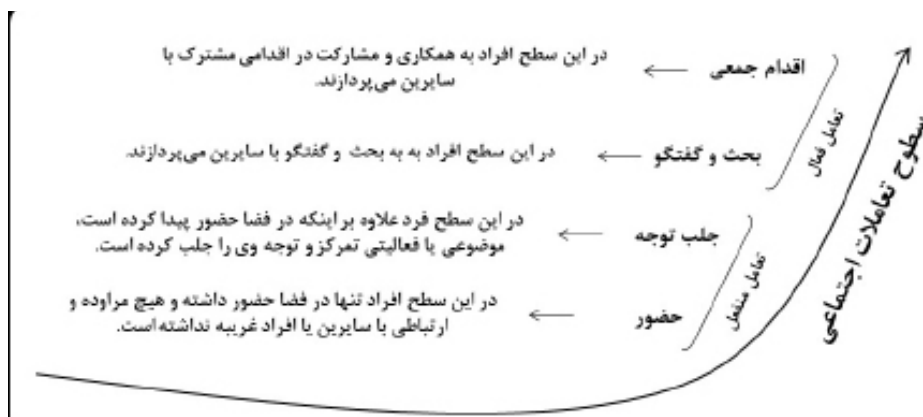 سطوح تعاملات اجتماعی
تعامل فعال
اقدام جمعی
در این سطح افراد به همکاری و مشارکت در اقدامی مشترک با
سایرین می‌پردازند.
بحث و گفتگو
در این سطح افراد به به بحث و گفتگو با سایرین می‌پردازند.
تعامل منفعل
جلب توجه
در این سطح فرد علاوه بر اینکه در فضا حضور پیدا کرده است،
موضوعی یا فعالیتی تمرکز و توجه وی را جلب کرده است.
حضور
در این سطح افراد تنها در فضا حضور داشته و هیچ مراوده و
ارتباطی با سایرین یا افراد غریبه نداشته است.